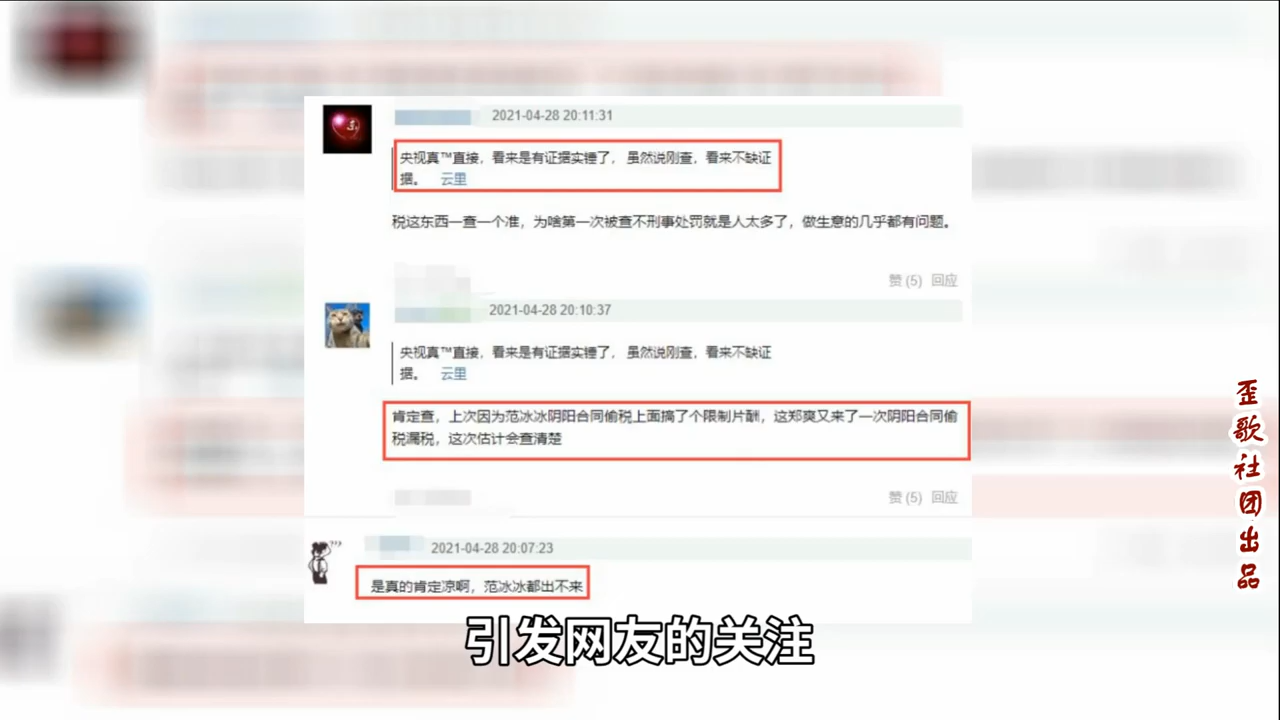 2021-04-28 20:11:31
央视真™直接，看来是有证据实锤了， 虽然说刚查，看来不缺证
据。 云里
税这东西一查一个准，为啥第一次被查不刑事处罚就是人太多了，做生意的几乎都有问题。
赞 (5) 回应
2021-04-28 20:10:37
央视真™直接，看来是有证据实锤了， 虽然说刚查，看来不缺证
据。 云里
肯定查，上次因为范冰冰阴阳合同偷税上面搞了个限制片酬，这郑爽又来了一次阴阳合同偷
税漏税，这次估计会查清楚
赞 (5) 回应
2021-04-28 20:07:23
是真的肯定凉啊，范冰冰都出不来
引发网友的关注
歪歌社团出品